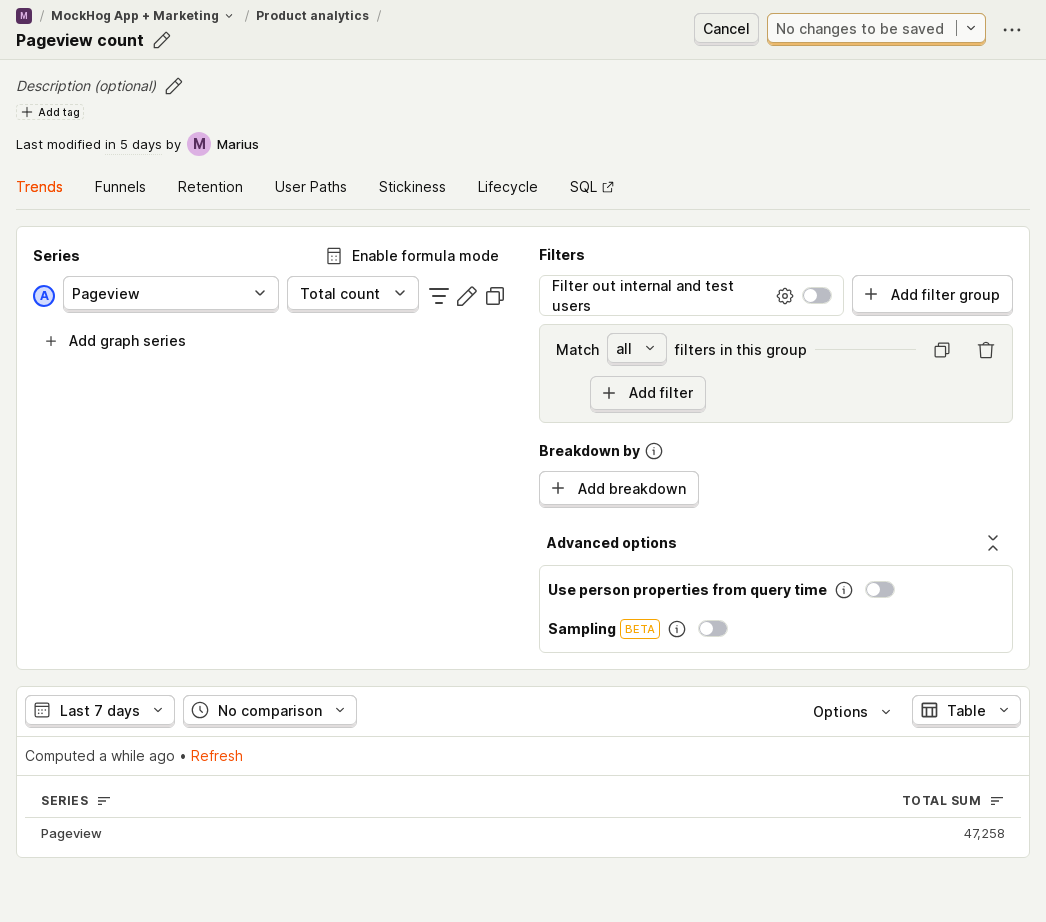 M / MockHog App + Marketing / Product analytics /
Pageview count
Cancel
No changes to be saved
Description (optional)
Add tag
Last modified in 5 days by M Marius
Trends Funnels Retention User Paths Stickiness Lifecycle SQL
Series
Enable formula mode
A Pageview Total count
Add graph series
Filters
Filter out internal and test
users
Add filter group
Match all filters in this group
Add filter
Breakdown by
Add breakdown
Advanced options
Use person properties from query time
Sampling BETA
Last 7 days No comparison Options Table
Computed a while ago • Refresh
SERIES TOTAL SUM
Pageview 47,258